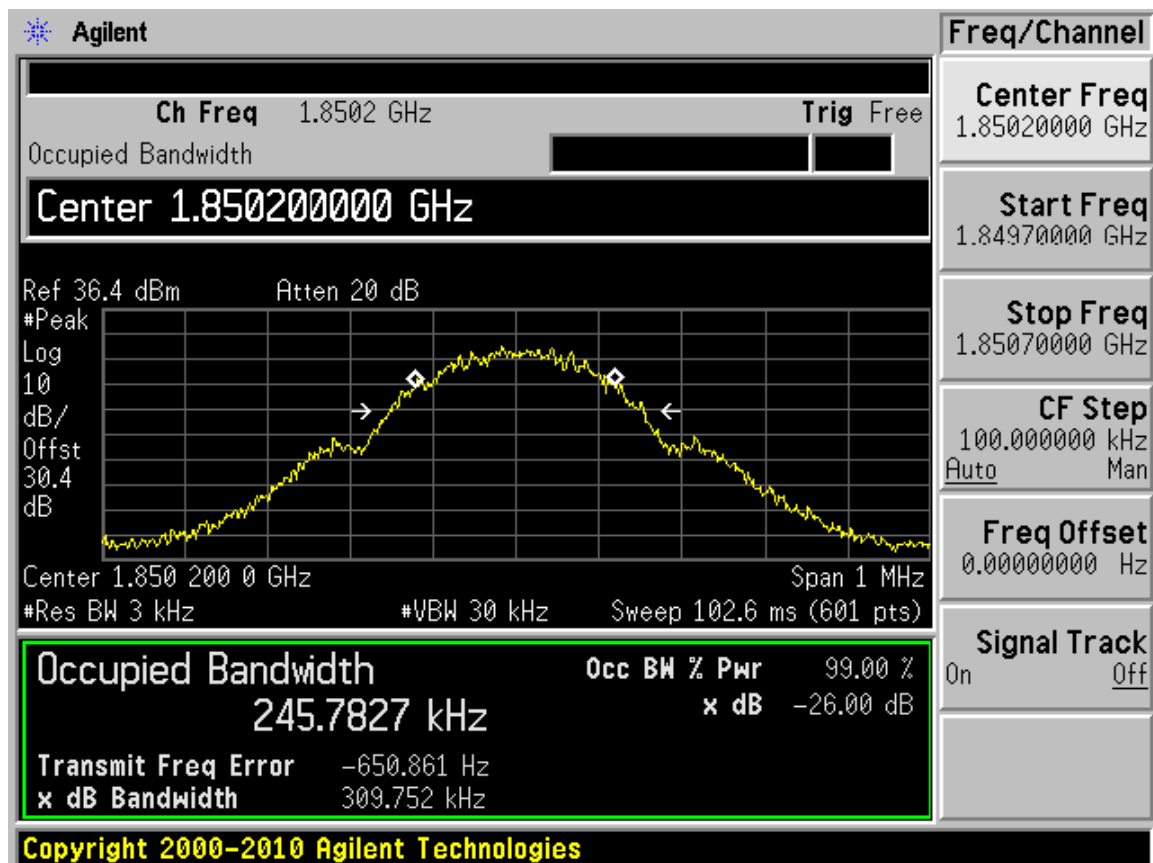 Agilent
Freq/Channel
Ch Freq 1.8502 GHz Trig Free
Occupied Bandwidth
Center 1.850200000 GHz
Ref 36.4 dBm Atten 20 dB
#Peak
Log
10
dB/
Offst
30.4
dB
Center 1.850 200 0 GHz Span 1 MHz
#Res BW 3 kHz #VBW 30 kHz Sweep 102.6 ms (601 pts)
Occupied Bandwidth
245.7827 kHz
Occ BW % Pwr 99.00 %
x dB -26.00 dB
Transmit Freq Error -650.861 Hz
x dB Bandwidth 309.752 kHz
Center Freq
1.85020000 GHz
Start Freq
1.84970000 GHz
Stop Freq
1.85070000 GHz
CF Step
100.000000 kHz
Auto Man
Freq Offset
0.00000000 Hz
Signal Track
On Off
Copyright 2000-2010 Agilent Technologies